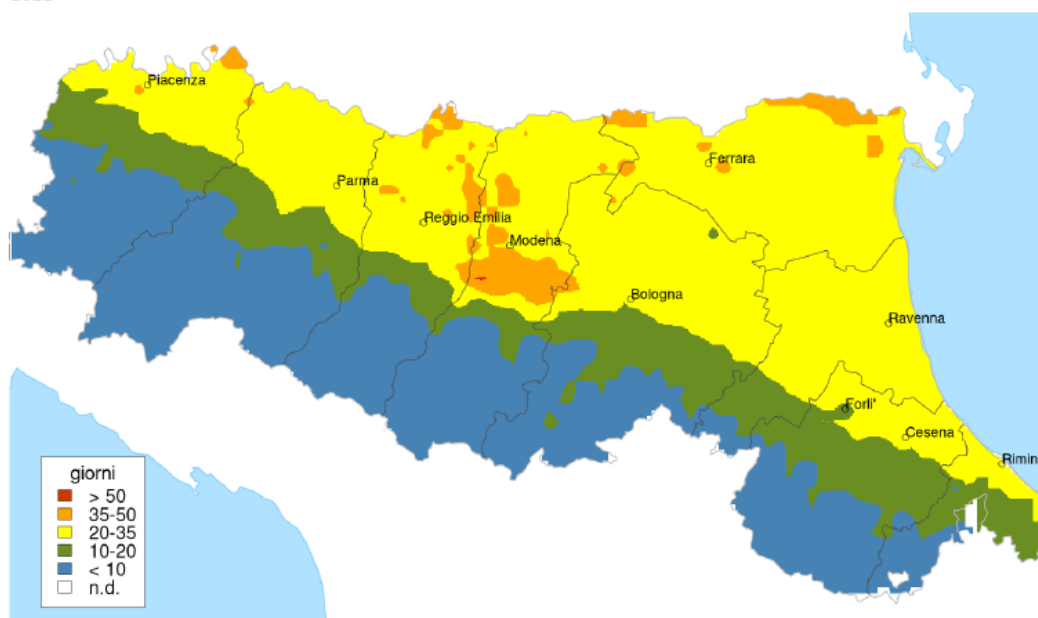 Piacenza
Parma
Reggio Emilia
Modena
Ferrara
Bologna
Ravenna
Forli'
Cesena
Rimin
giorni
> 50
35-50
20-35
10-20
< 10
n.d.